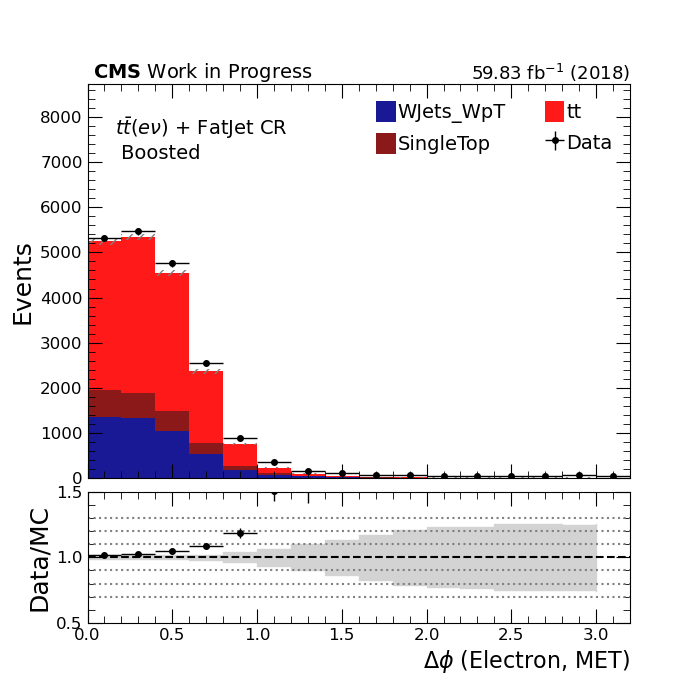 CMS Work in Progress
59.83 fb⁻¹ (2018)
tt̄(eν) + FatJet CR
Boosted
WJets_WpT
tt
SingleTop
Data
Events
8000
7000
6000
5000
4000
3000
2000
1000
0
Data/MC
1.5
1.0
0.5
0.0 0.5 1.0 1.5 2.0 2.5 3.0
Δϕ (Electron, MET)